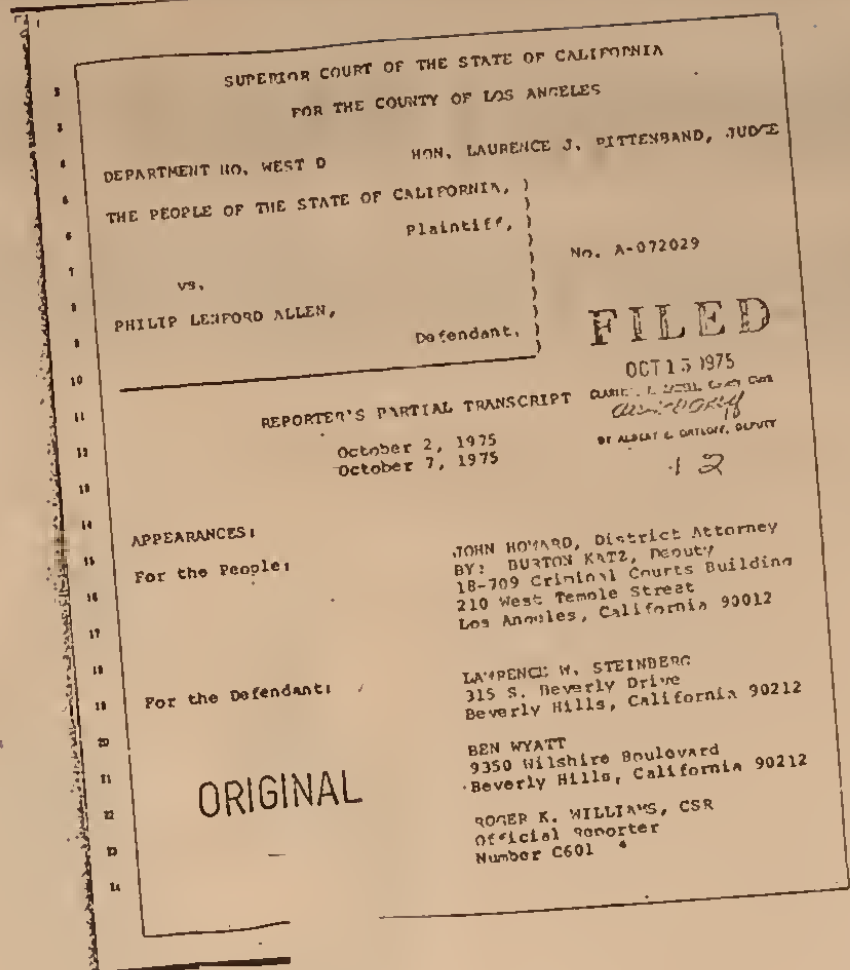 SUPERIOR COURT OF THE STATE OF CALIFORNIA
FOR THE COUNTY OF LOS ANGELES
DEPARTMENT NO. WEST D HON. LAURENCE J. RITTENBAND, JUDGE
THE PEOPLE OF THE STATE OF CALIFORNIA, )
Plaintiff, )
No. A-072029
vs.
PHILIP LENFORD ALLEN,
Defendant. )
FILED
OCT 15 1975
BY ALBERT DEPUTY
12
REPORTER'S PARTIAL TRANSCRIPT
October 2, 1975
October 7, 1975
APPEARANCES:
For the People:
JOHN HOWARD, District Attorney
BY: BURTON KATZ, Deputy
18-709 Criminal Courts Building
210 West Temple Street
Los Angeles, California 90012
For the Defendant:
LAWRENCE W. STEINBERG
315 S. Beverly Drive
Beverly Hills, California 90212
BEN WYATT
9350 Wilshire Boulevard
Beverly Hills, California 90212
ORIGINAL
ROGER K. WILLIAMS, CSR
Official Reporter
Number C601